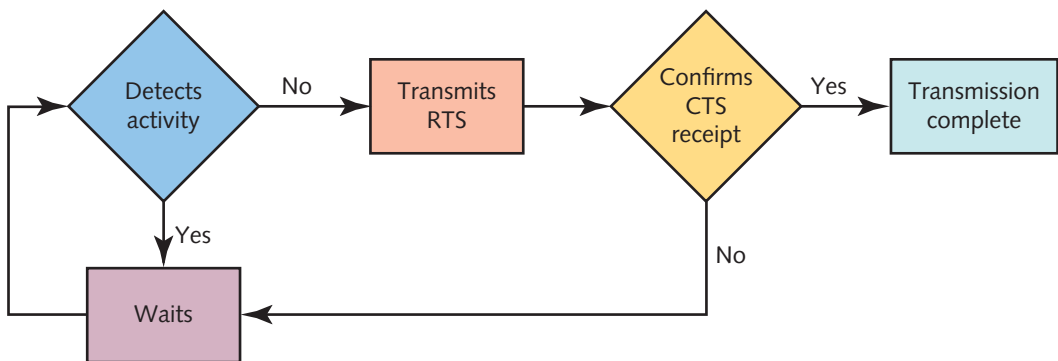 Detects
activity
No
Transmits
RTS
Confirms
CTS
receipt
Yes
Transmission
complete
Yes
No
Waits